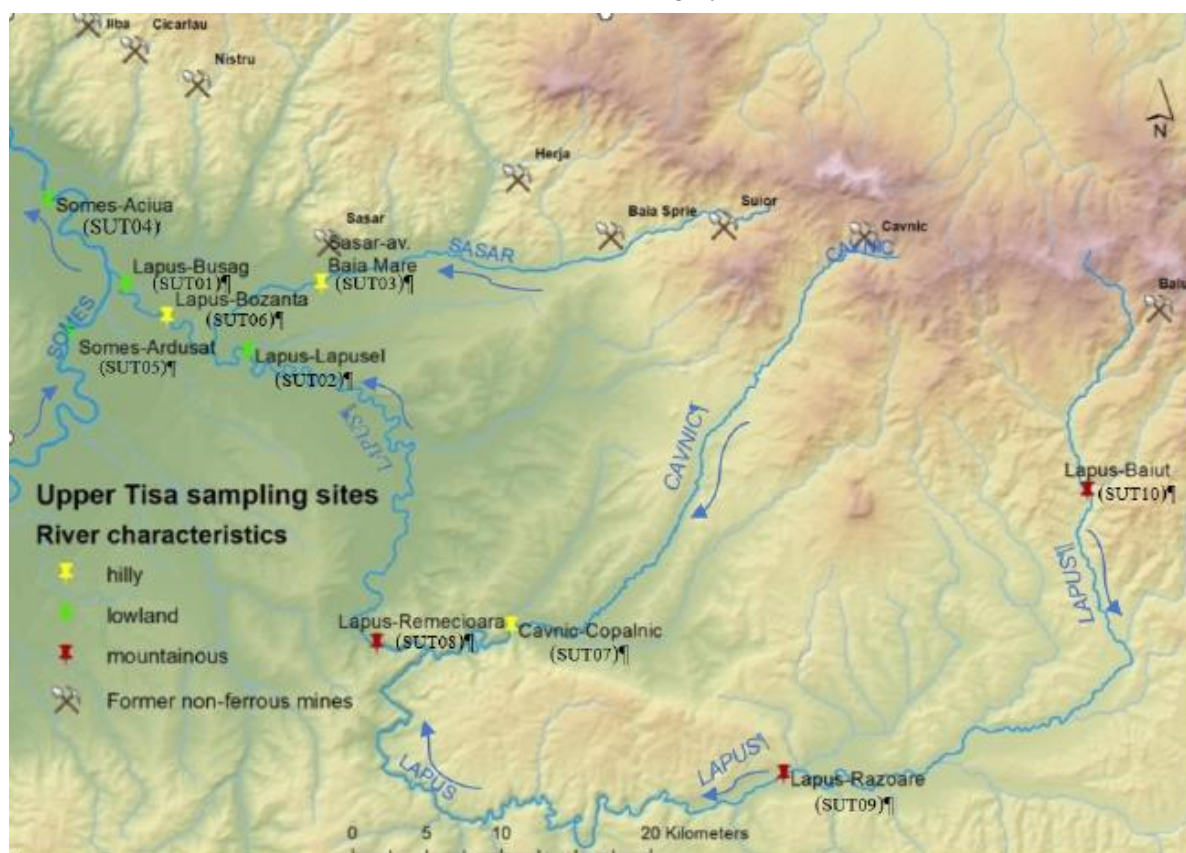 Ilba
Cicarlau
Nistru
N
Herja
Somes-Aciua
(SUT04)
Sasar
Baia Sprie
Suior
Cavnic
CAVNIC
Sasar-av.
SASAR
Lapus-Busag
Baia Mare
(SUT01)¶
(SUT03)¶
Lapus-Bozanta
(SUT06)¶
SOMES
Somes-Ardusat
(SUT05)¶
Lapus-Lapusel
(SUT02)¶
LAPUS¶
CAVNIC¶
Lapus-Baiut
(SUT10)¶
LAPUS¶
Upper Tisa sampling sites
River characteristics
hilly
lowland
mountainous
Former non-ferrous mines
Lapus-Remecioara
(SUT08)¶
Cavnic-Copalnic
(SUT07)¶
LAPUS
LAPUS¶
Lapus-Razoare
(SUT09)¶
0 5 10 20 Kilometers